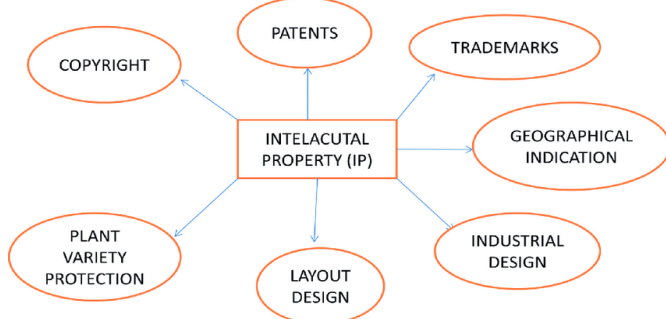 PATENTS
COPYRIGHT
TRADEMARKS
INTELACUTAL
PROPERTY (IP)
GEOGRAPHICAL
INDICATION
PLANT
VARIETY
PROTECTION
LAYOUT
DESIGN
INDUSTRIAL
DESIGN